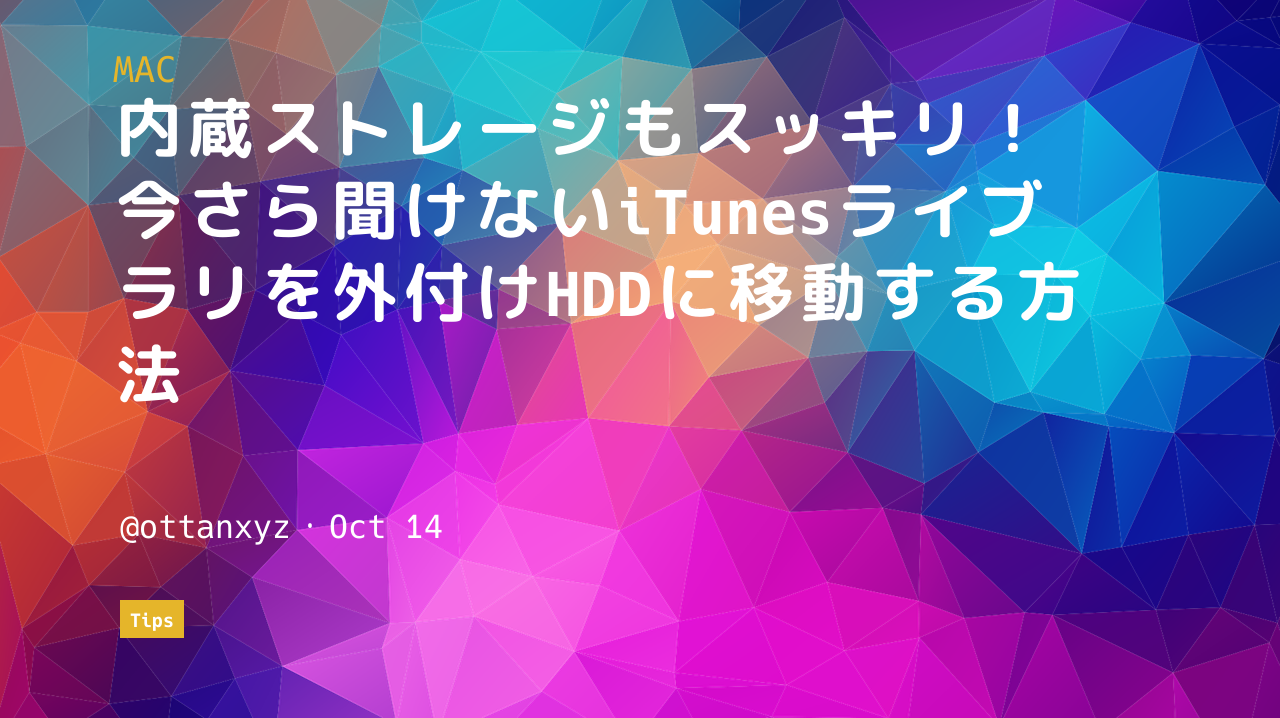 MAC
内蔵ストレージもスッキリ！
今さら聞けないiTunesライブ
ラリを外付けHDDに移動する方
法
@ottanxyz・Oct 14
Tips